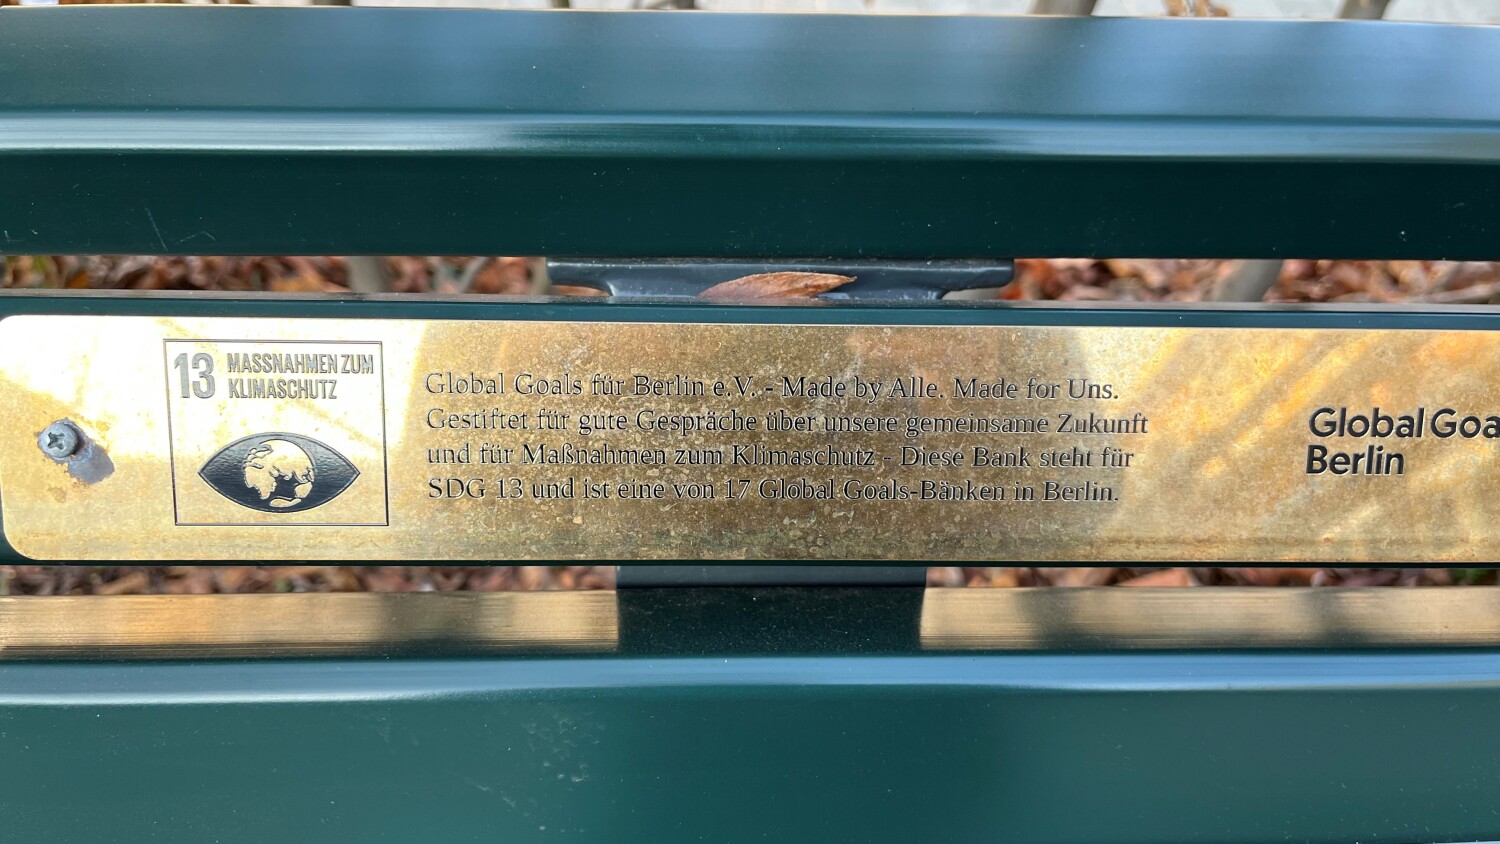 13 MASSNAHMEN ZUM
KLIMASCHUTZ
Global Goals für Berlin e.V. - Made by Alle. Made for Uns.
Gestiftet für gute Gespräche über unsere gemeinsame Zukunft
und für Maßnahmen zum Klimaschutz - Diese Bank steht für
SDG 13 und ist eine von 17 Global Goals-Bänken in Berlin.
Global Goa
Berlin